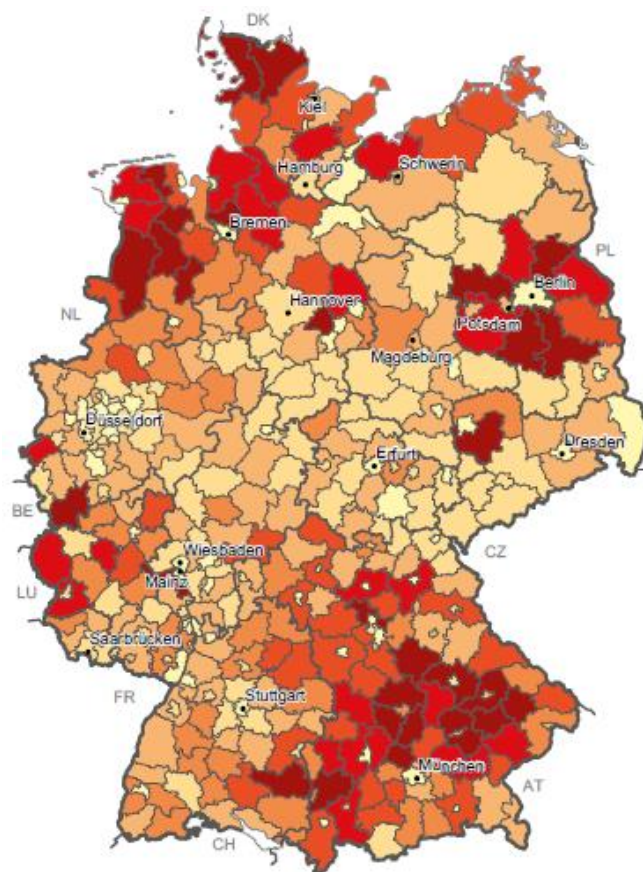 DK
Kiel
Hamburg
Schwerin
Bremen
PL
Berlin
Hannover
Potsdam
NL
Magdeburg
Düsseldorf
Erfurt
Dresden
BE
Wiesbaden
CZ
Mainz
LU
Saarbrücken
FR
Stuttgart
München
AT
CH